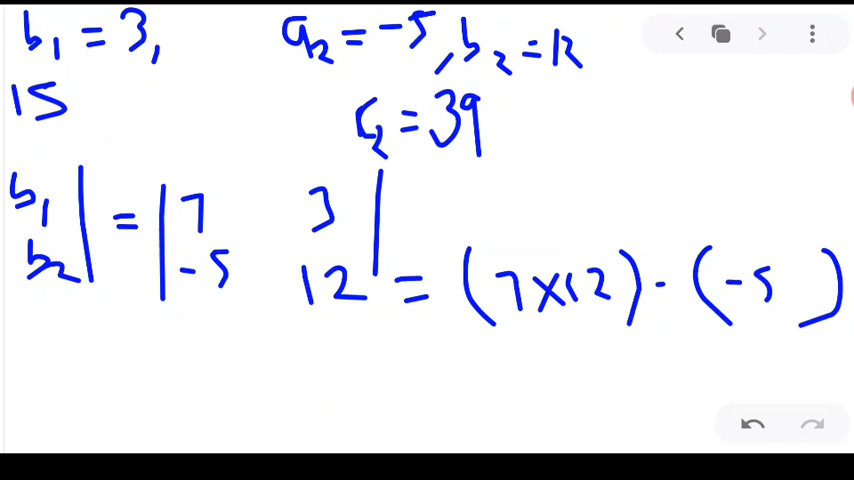 b₁ = 3, a₂ = -5, b₂ = 12
15 c₂ = 39
b₁ | = | 7 3 |
b₂ | | -5 12 | = (7×12) - (-5 )